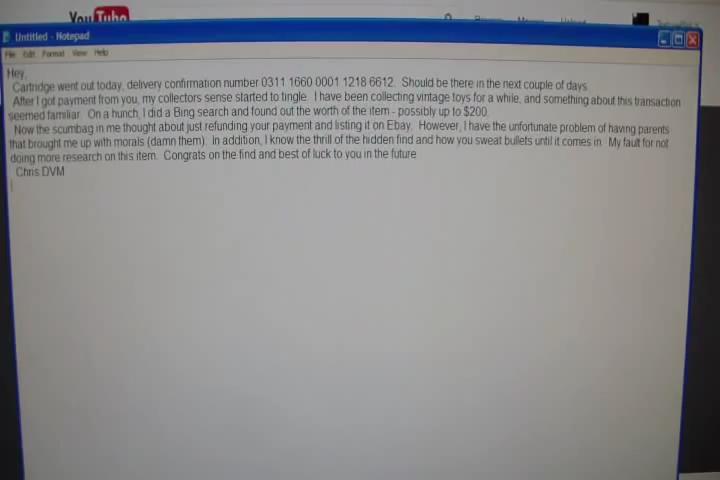 YouTube
Untitled - Notepad
File Edit Format View Help
Hey,
Cartridge went out today, delivery confirmation number 0311 1660 0001 1218 6612. Should be there in the next couple of days.
After I got payment from you, my collectors sense started to tingle. I have been collecting vintage toys for a while, and something about this transaction
seemed familiar. On a hunch, I did a Bing search and found out the worth of the item - possibly up to $200.
Now the scumbag in me thought about just refunding your payment and listing it on Ebay. However, I have the unfortunate problem of having parents
that brought me up with morals (damn them). In addition, I know the thrill of the hidden find and how you sweat bullets until it comes in. My fault for not
doing more research on this item. Congrats on the find and best of luck to you in the future
Chris DVM